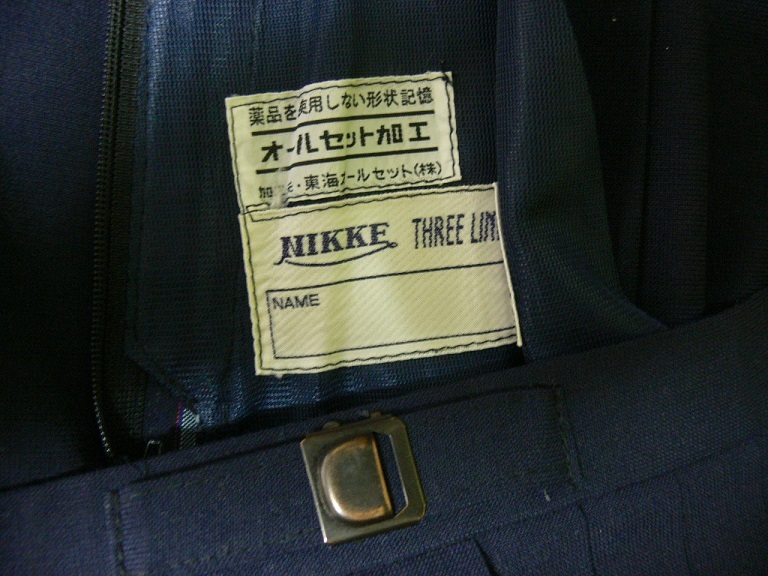 薬品を使用しない形状記憶
オールセット加工
東海オールセット(株)
NIKKE THREE LIN
NAME